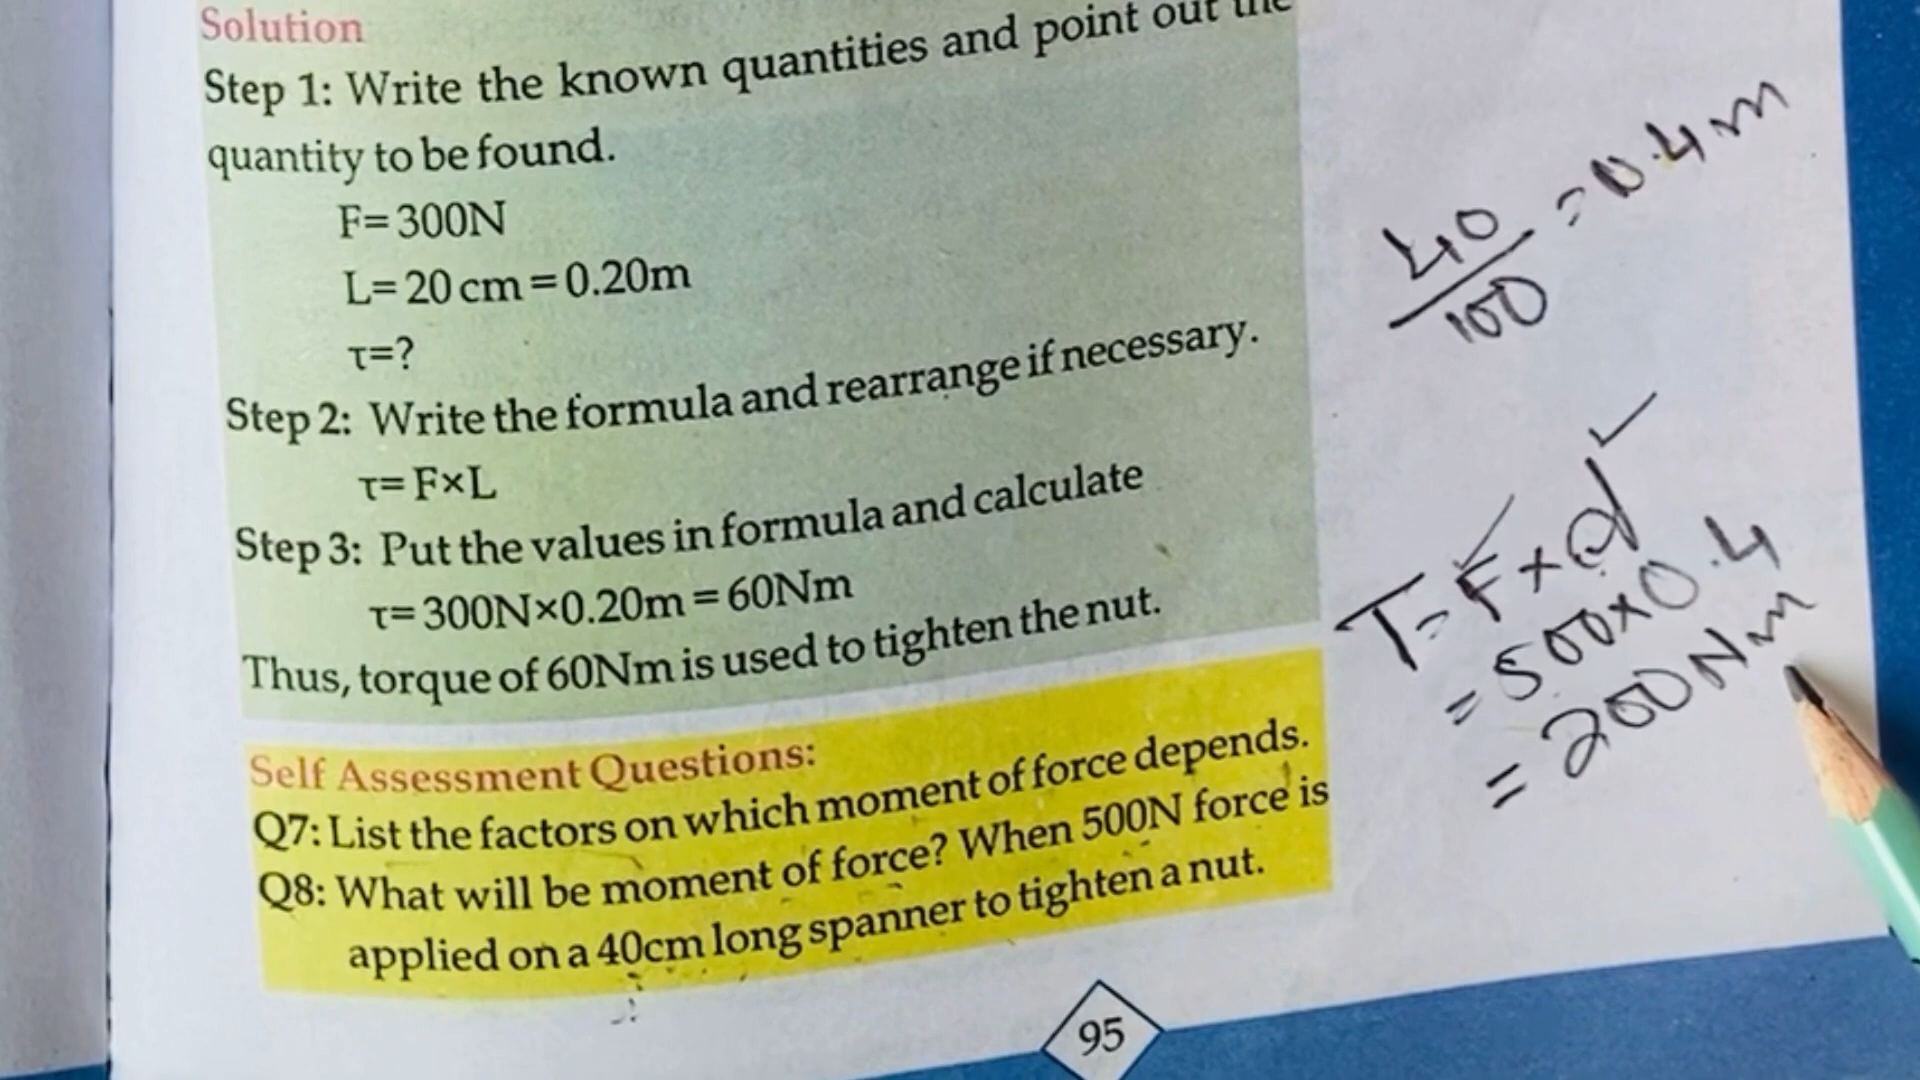 Solution
Step 1: Write the known quantities and point out the
quantity to be found.
F= 300N
L= 20 cm = 0.20m
τ=?
Step 2: Write the formula and rearrange if necessary.
τ= F×L
Step 3: Put the values in formula and calculate
τ= 300N×0.20m = 60Nm
Thus, torque of 60Nm is used to tighten the nut.
Self Assessment Questions:
Q7: List the factors on which moment of force depends.
Q8: What will be moment of force? When 500N force is
applied on a 40cm long spanner to tighten a nut.
95
40/100 = 0.4m
T= F×d
= 500×0.4
= 200Nm